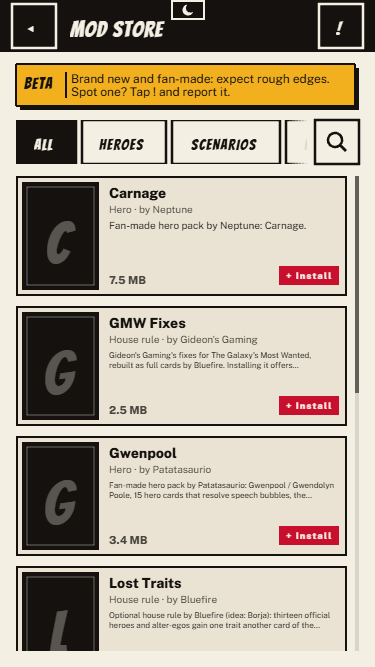 MOD STORE
!
BETA
Brand new and fan-made: expect rough edges.
Spot one? Tap ! and report it.
ALL
HEROES
SCENARIOS
C
Carnage
Hero · by Neptune
Fan-made hero pack by Neptune: Carnage.
7.5 MB
+ Install
G
GMW Fixes
House rule · by Gideon's Gaming
Gideon's Gaming's fixes for The Galaxy's Most Wanted,
rebuilt as full cards by Bluefire. Installing it offers...
2.5 MB
+ Install
G
Gwenpool
Hero · by Patatasaurio
Fan-made hero pack by Patatasaurio: Gwenpool / Gwendolyn
Poole, 15 hero cards that resolve speech bubbles, the...
3.4 MB
+ Install
L
Lost Traits
House rule · by Bluefire
Optional house rule by Bluefire (idea: Borja): thirteen official
heroes and alter-egos gain one trait another card of the...